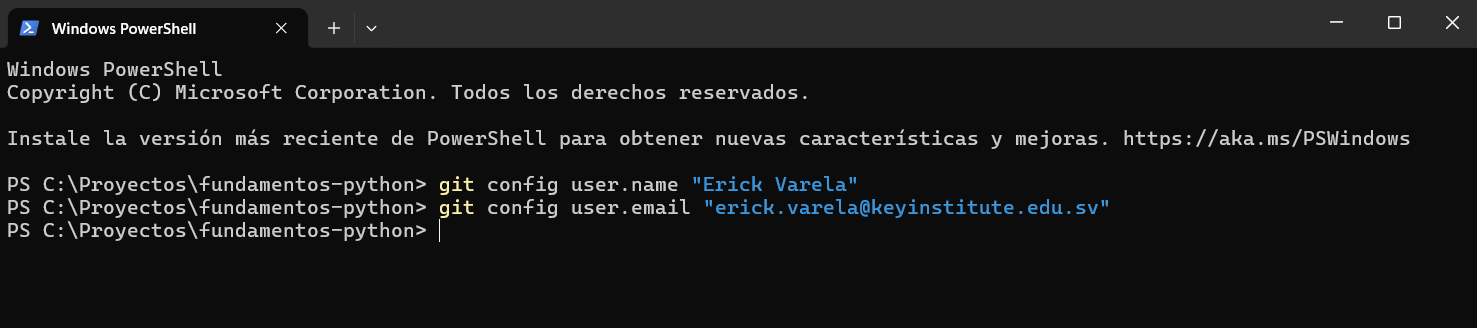 Windows PowerShell
Windows PowerShell
Copyright (C) Microsoft Corporation. Todos los derechos reservados.
Instale la versión más reciente de PowerShell para obtener nuevas características y mejoras. https://aka.ms/PSWindows
PS C:\Proyectos\fundamentos-python> git config user.name "Erick Varela"
PS C:\Proyectos\fundamentos-python> git config user.email "erick.varela@keyinstitute.edu.sv"
PS C:\Proyectos\fundamentos-python>